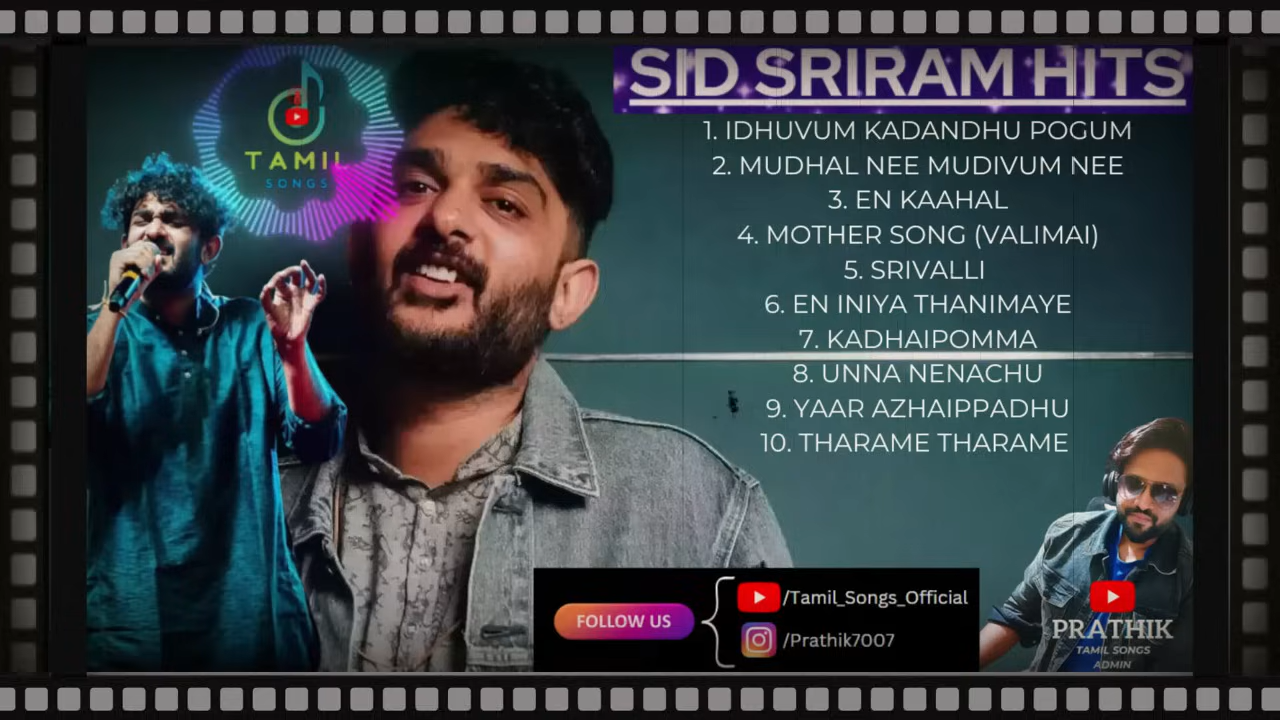 SID SRIRAM HITS
1. IDHUVUM KADANDHU POGUM
2. MUDHAL NEE MUDIVUM NEE
3. EN KAAHAL
4. MOTHER SONG (VALIMAI)
5. SRIVALLI
6. EN INIYA THANIMAYE
7. KADHAIPOMMA
8. UNNA NENACHU
9. YAAR AZHAIPPADHU
10. THARAME THARAME
TAMIL
SONGS
FOLLOW US
/Tamil_Songs_Official
/Prathik7007
PRATHIK
TAMIL SONGS
ADMIN